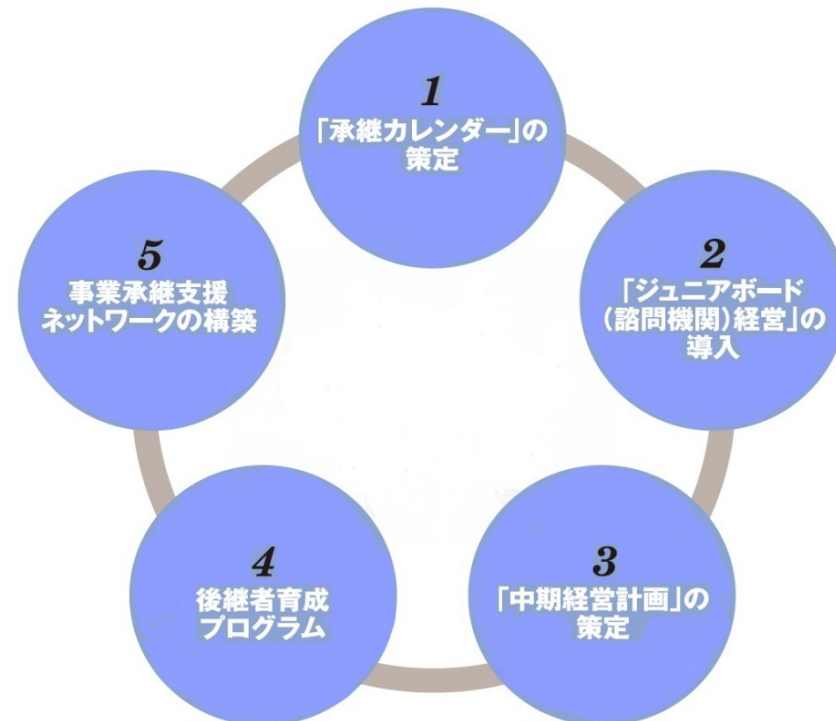 1
「承継カレンダー」の
策定
2
「ジュニアボード
(諮問機関)経営」の
導入
3
「中期経営計画」の
策定
4
後継者育成
プログラム
5
事業承継支援
ネットワークの構築